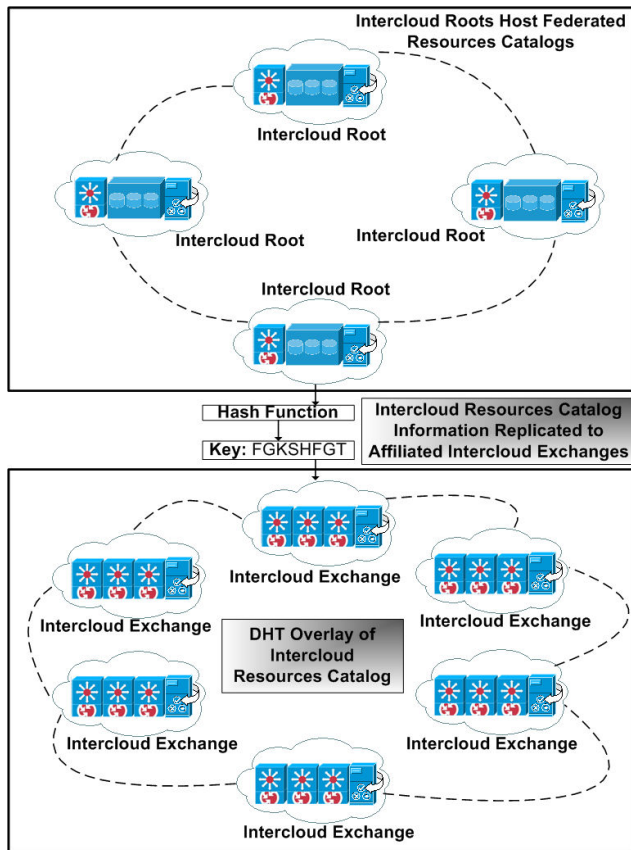 Intercloud Roots Host Federated
Resources Catalogs
Intercloud Root
Intercloud Root
Intercloud Root
Intercloud Root
Hash Function
Key: FGKSHFGT
Intercloud Resources Catalog
Information Replicated to
Affiliated Intercloud Exchanges
Intercloud Exchange
Intercloud Exchange
Intercloud Exchange
DHT Overlay of
Intercloud
Resources Catalog
Intercloud Exchange
Intercloud Exchange
Intercloud Exchange